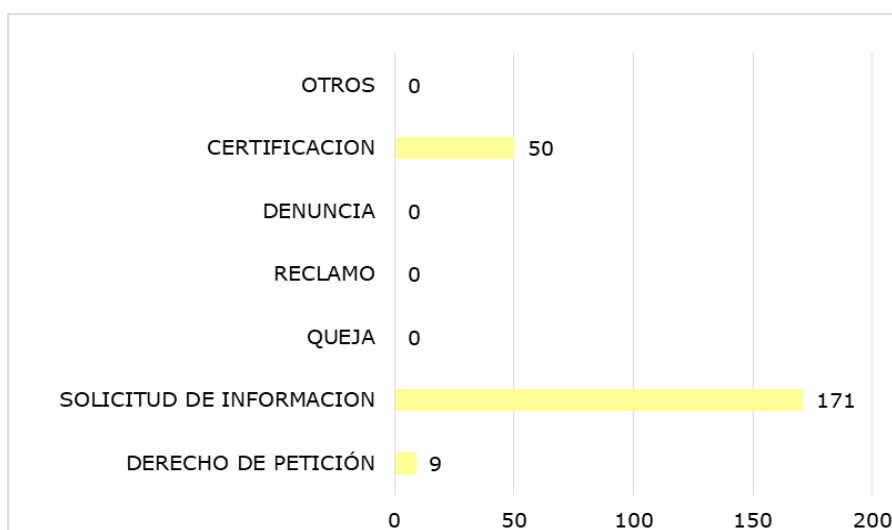 OTROS 0
CERTIFICACION 50
DENUNCIA 0
RECLAMO 0
QUEJA 0
SOLICITUD DE INFORMACION 171
DERECHO DE PETICIÓN 9
0 50 100 150 200